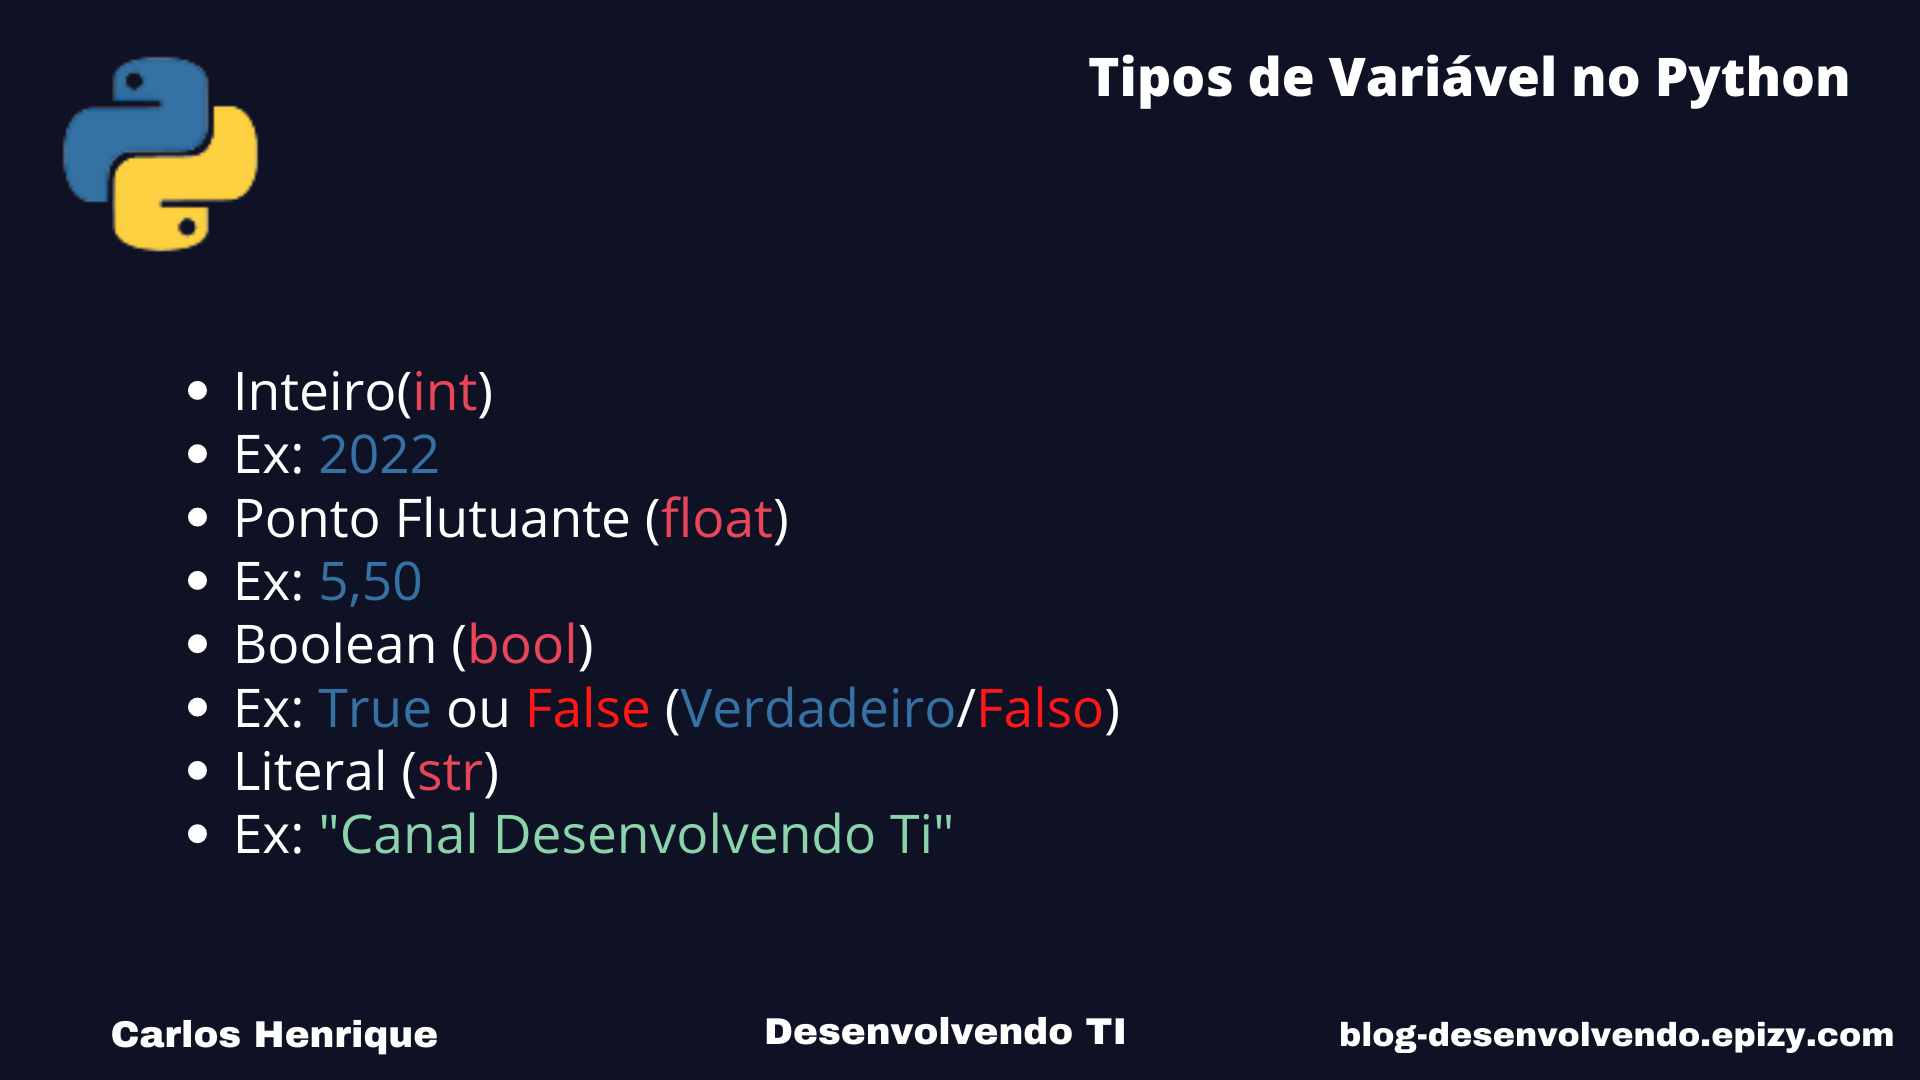 Tipos de Variável no Python
• Inteiro(int)
• Ex: 2022
• Ponto Flutuante (float)
• Ex: 5,50
• Boolean (bool)
• Ex: True ou False (Verdadeiro/Falso)
• Literal (str)
• Ex: "Canal Desenvolvendo Ti"
Carlos Henrique
Desenvolvendo TI
blog-desenvolvendo.epizy.com